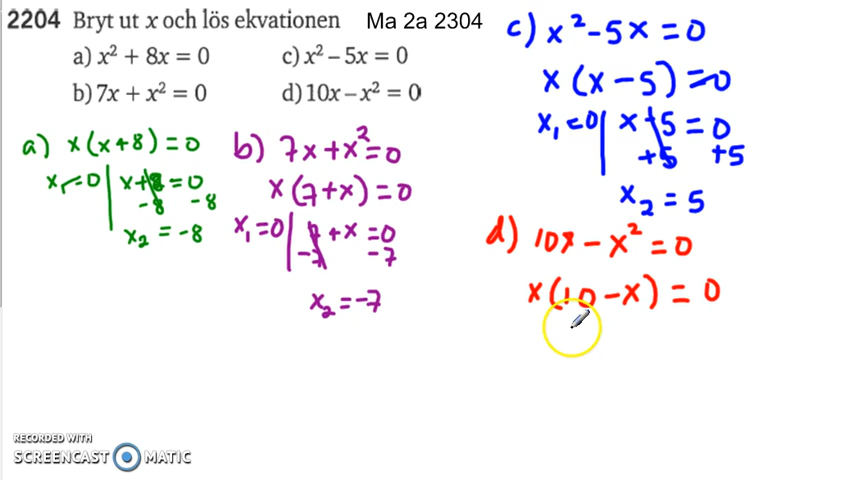 2204 Bryt ut x och lös ekvationen Ma 2a 2304
a) x² + 8x = 0
c) x² – 5x = 0
b) 7x + x² = 0
d) 10x – x² = 0
a) x(x+8) = 0
x₁=0 | x+8 = 0
-8 -8
x₂ = -8
b) 7x+x²=0
x(7+x) = 0
x₁=0 | 7+x =0
-7 -7
x₂ = -7
c) x²-5x = 0
x(x-5) = 0
x₁=0 | x-5 = 0
+5 +5
x₂ = 5
d) 10x - x² = 0
x(10-x) = 0
RECORDED WITH
SCREENCAST MATIC